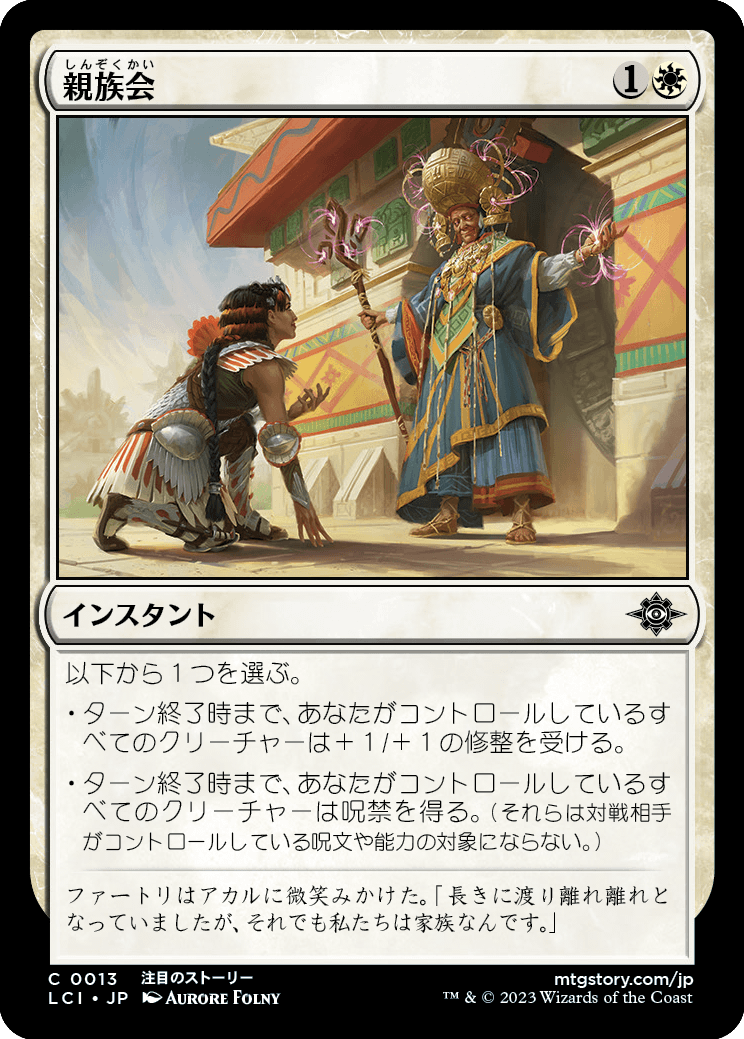 しんぞくかい
親族会
1
インスタント
以下から1つを選ぶ。
・ターン終了時まで、あなたがコントロールしているす
べてのクリーチャーは+1/+1の修整を受ける。
・ターン終了時まで、あなたがコントロールしているす
べてのクリーチャーは呪禁を得る。(それらは対戦相手
がコントロールしている呪文や能力の対象にならない。)
ファートリはアカルに微笑みかけた。「長きに渡り離れ離れと
なっていましたが、それでも私たちは家族なんです。」
C 0013 注目のストーリー
mtgstory.com/jp
LCI • JP Aurore Folny
™ & © 2023 Wizards of the Coast